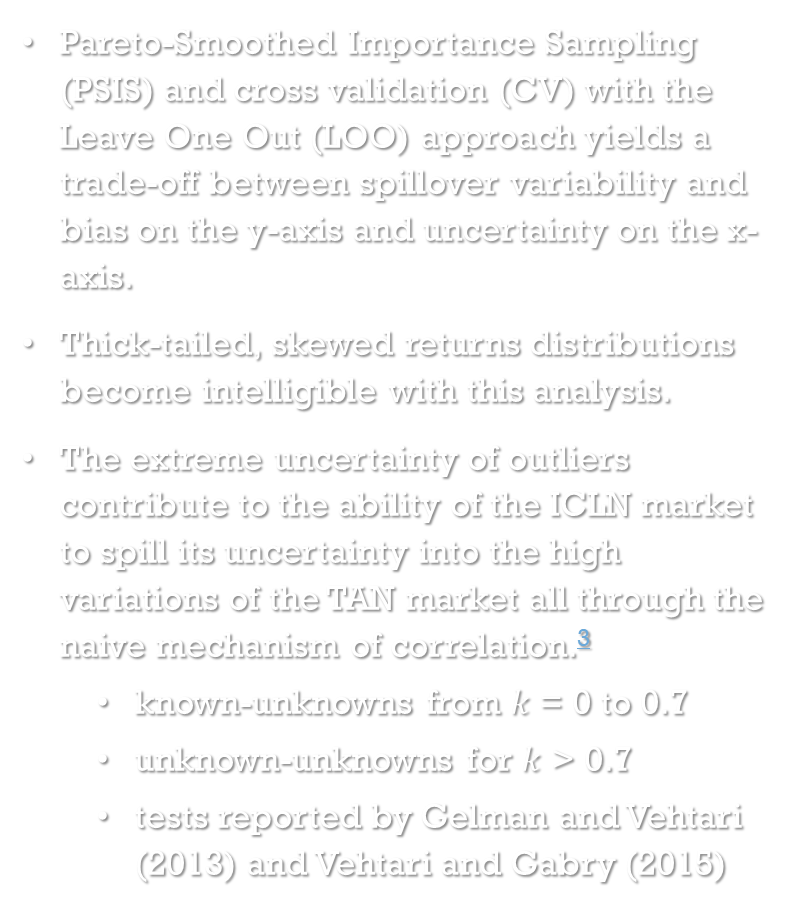 • Pareto-Smoothed Importance Sampling
(PSIS) and cross validation (CV) with the
Leave One Out (LOO) approach yields a
trade-off between spillover variability and
bias on the y-axis and uncertainty on the x-
axis.
• Thick-tailed, skewed returns distributions
become intelligible with this analysis.
• The extreme uncertainty of outliers
contribute to the ability of the ICLN market
to spill its uncertainty into the high
variations of the TAN market all through the
naive mechanism of correlation.3
• known-unknowns from k = 0 to 0.7
• unknown-unknowns for k > 0.7
• tests reported by Gelman and Vehtari
(2013) and Vehtari and Gabry (2015)